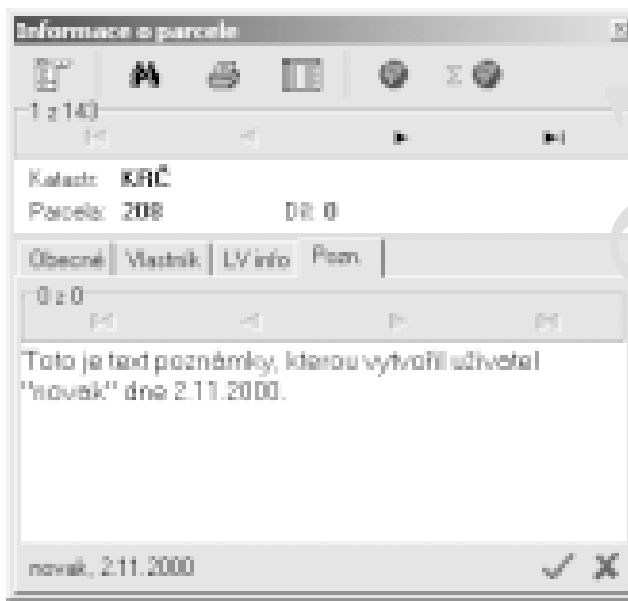 Informace o parcele
1 z 143
Katastr: KRČ
Parcela: 208 Díl: 0
Obecné Vlastník LV info Pozn.
0 z 0
Toto je text poznámky, kterou vytvořil uživatel
"novak" dne 2.11.2000.
novak, 2.11.2000